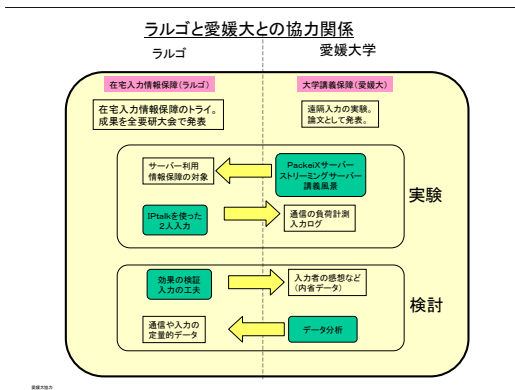 ラルゴと愛媛大との協力関係
ラルゴ
愛媛大学
在宅入力情報保障(ラルゴ)
大学講義保障(愛媛大)
在宅入力情報保障のトライ。
成果を全要研大会で発表
遠隔入力の実験。
論文として発表。
サーバー利用
情報保障の対象
PackeiXサーバー
ストリーミングサーバー
講義風景
実験
IPtalkを使った
2人入力
通信の負荷計測
入力ログ
効果の検証
入力の工夫
入力者の感想など
(内省データ)
検討
通信や入力の
定量的データ
データ分析
愛媛大協力